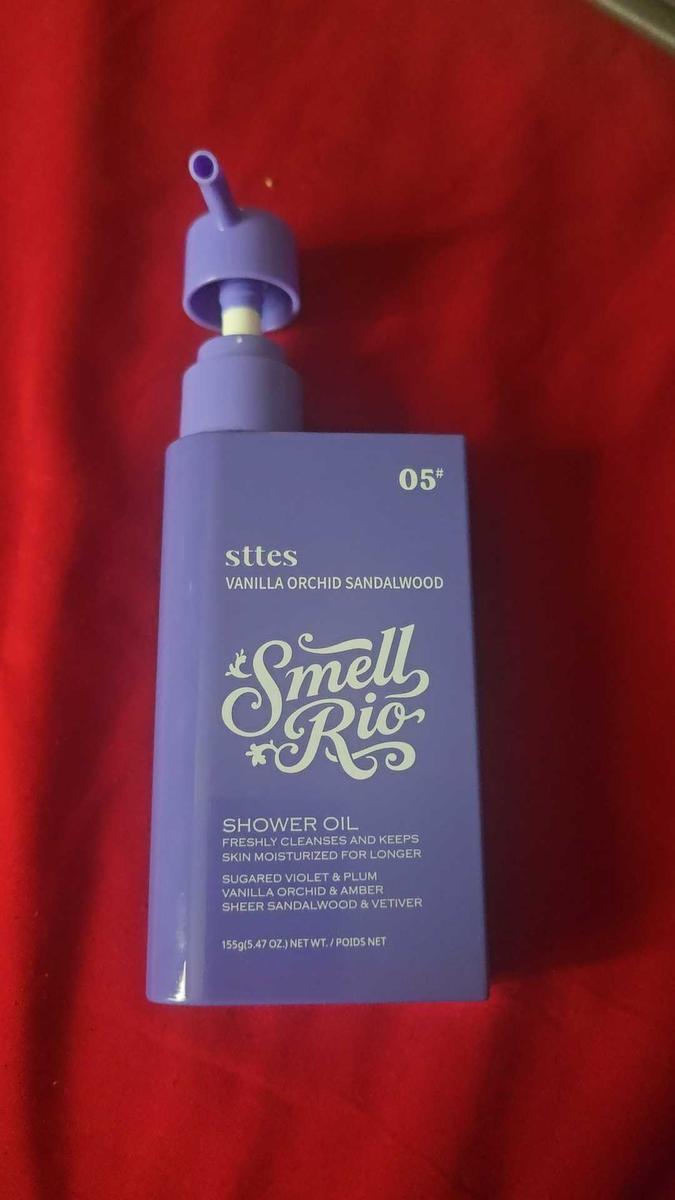 05#
sttes
VANILLA ORCHID SANDALWOOD
Smell
Rio
SHOWER OIL
FRESHLY CLEANSES AND KEEPS
SKIN MOISTURIZED FOR LONGER
SUGARED VIOLET & PLUM
VANILLA ORCHID & AMBER
SHEER SANDALWOOD & VETIVER
155g(5.47 OZ.) NET WT. / POIDS NET